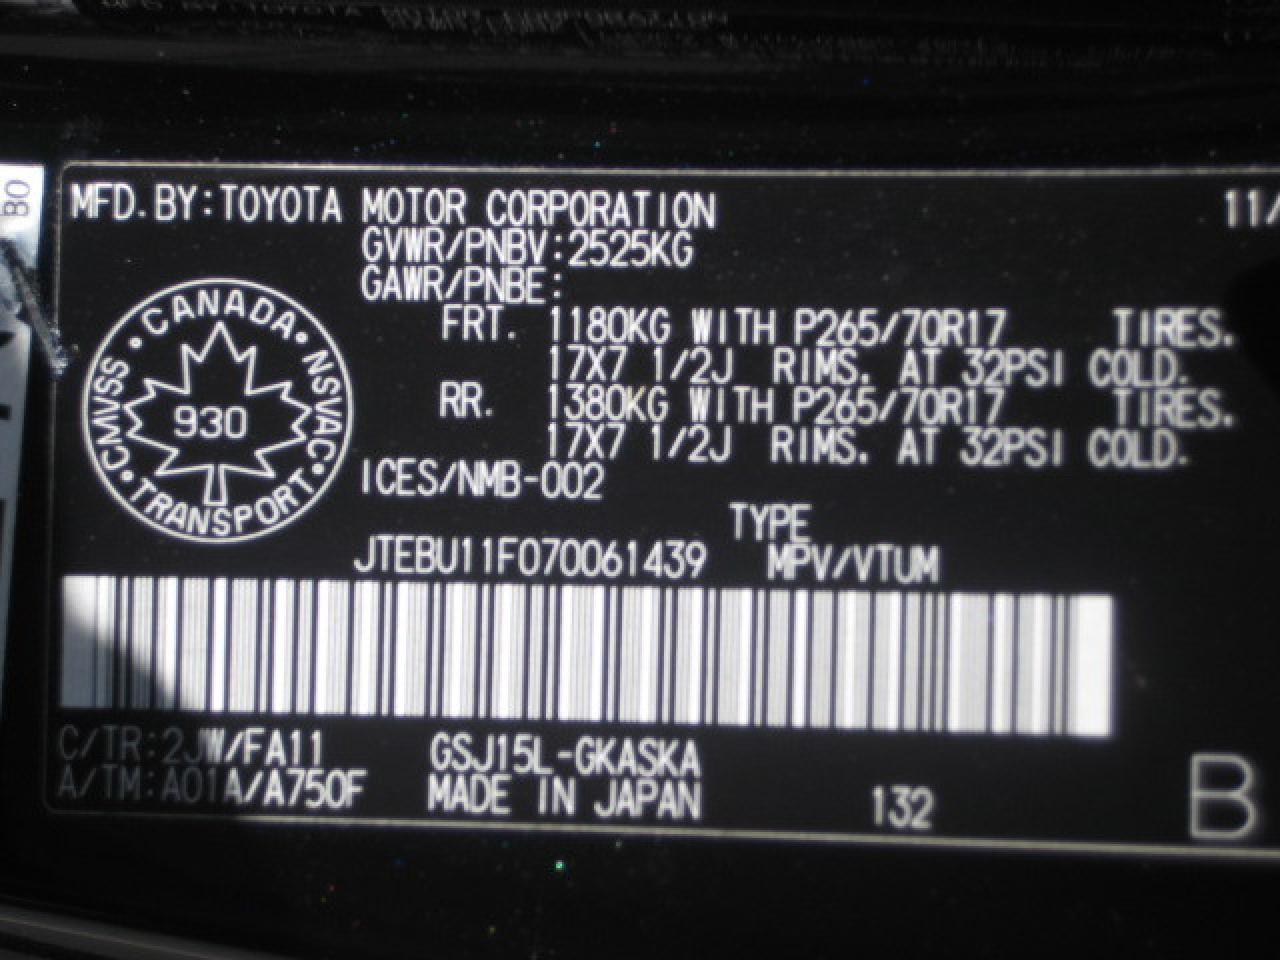 BO
MFD. BY: TOYOTA MOTOR CORPORATION 11/
GVWR/PNBV: 2525KG
GAWR/PNBE:
FRT. 1180KG WITH P265/70R17 TIRES.
17X7 1/2J RIMS. AT 32PSI COLD.
RR. 1380KG WITH P265/70R17 TIRES.
17X7 1/2J RIMS. AT 32PSI COLD.
• CANADA • NSVAC • TRANSPORT • CMVSS
930
ICES/NMB-002
TYPE
JTEBU11F070061439 MPV/VTUM
C/TR: 2JW/FA11 GSJ15L-GKASKA
A/TM: A01A/A750F MADE IN JAPAN 132 B